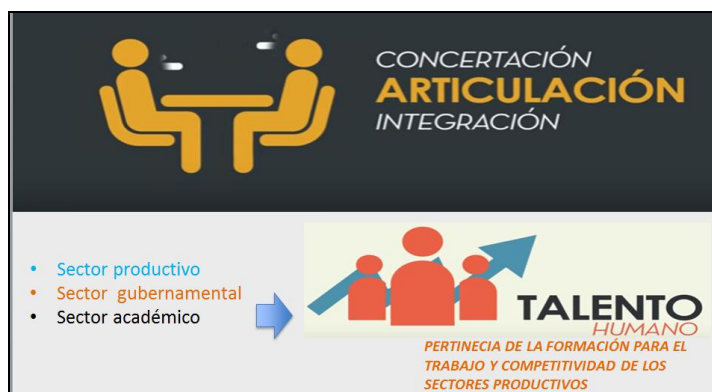 CONCERTACIÓN
ARTICULACIÓN
INTEGRACIÓN
• Sector productivo
• Sector gubernamental
• Sector académico
TALENTO
HUMANO
PERTINECIA DE LA FORMACIÓN PARA EL
TRABAJO Y COMPETITIVIDAD DE LOS
SECTORES PRODUCTIVOS